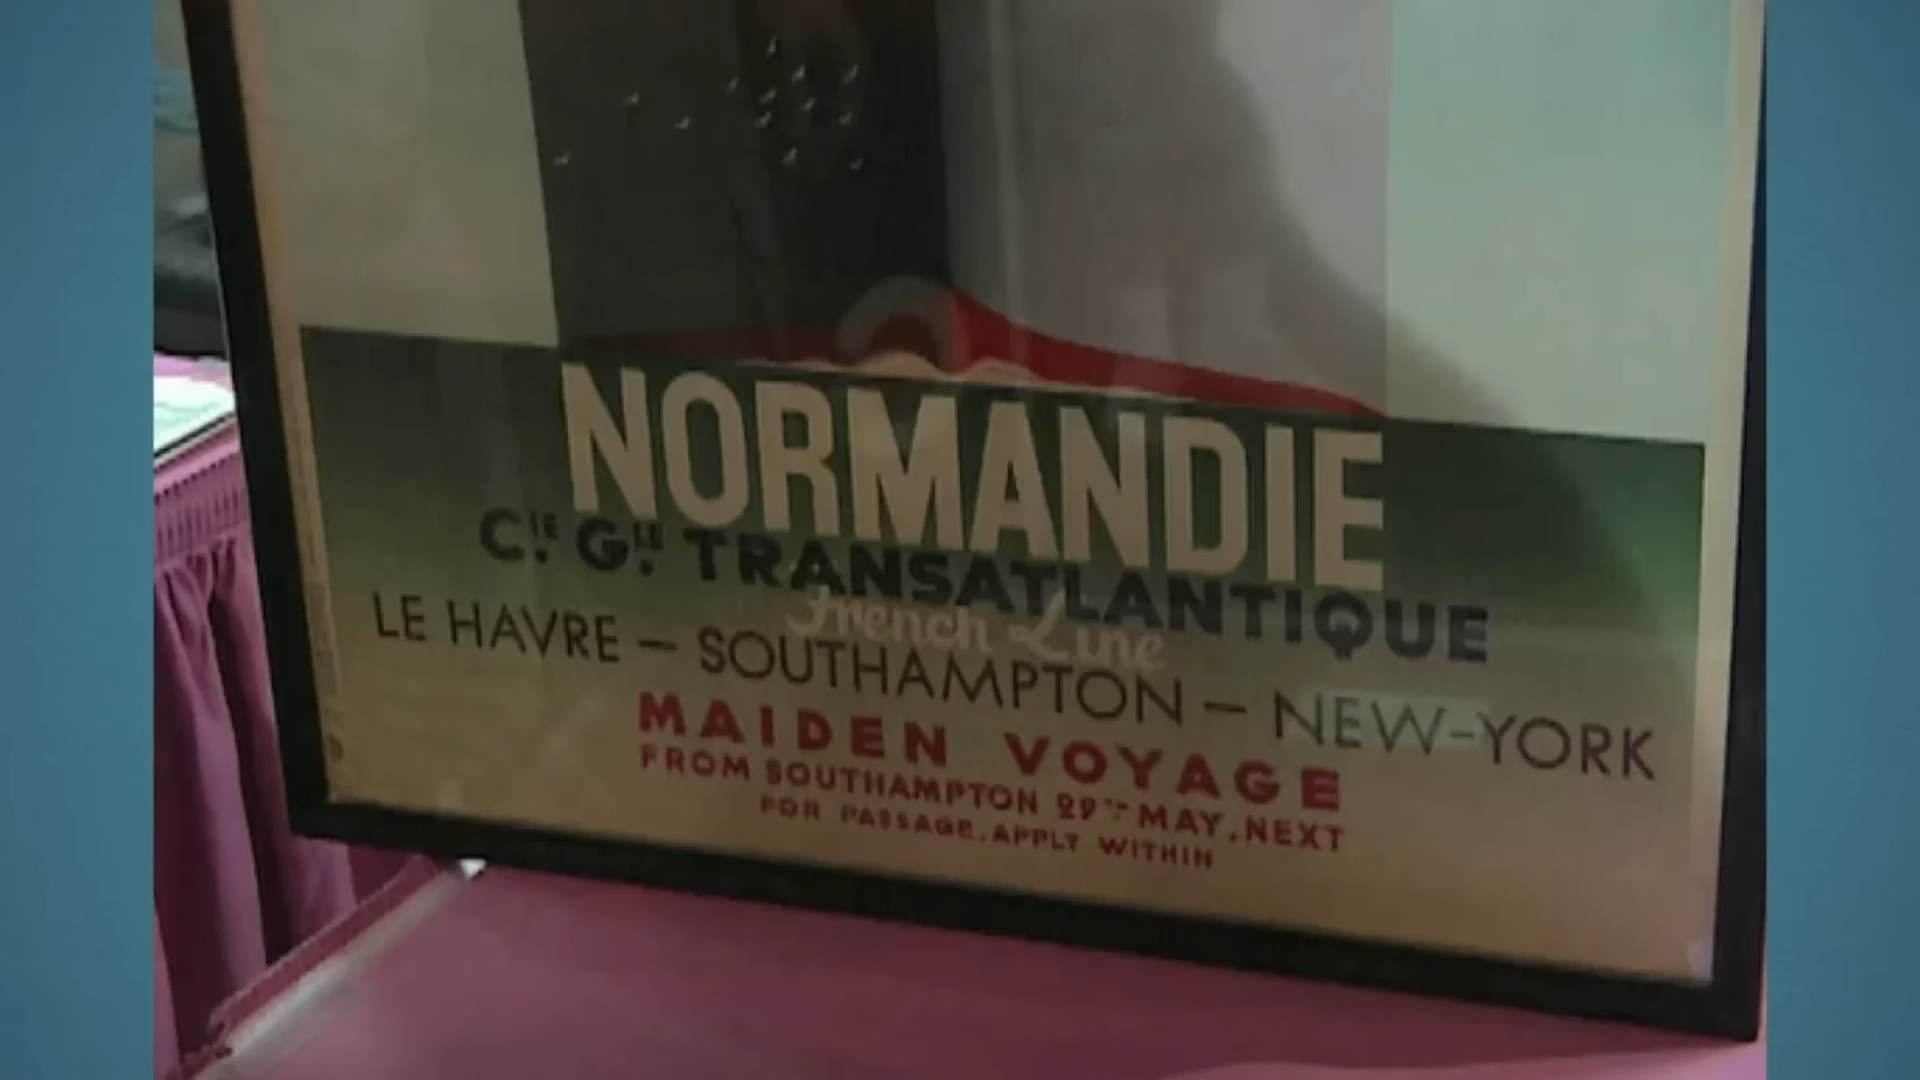 NORMANDIE
CIE. GLE. TRANSATLANTIQUE
French Line
LE HAVRE — SOUTHAMPTON — NEW-YORK
MAIDEN VOYAGE
FROM SOUTHAMPTON 29TH MAY. NEXT
FOR PASSAGE, APPLY WITHIN